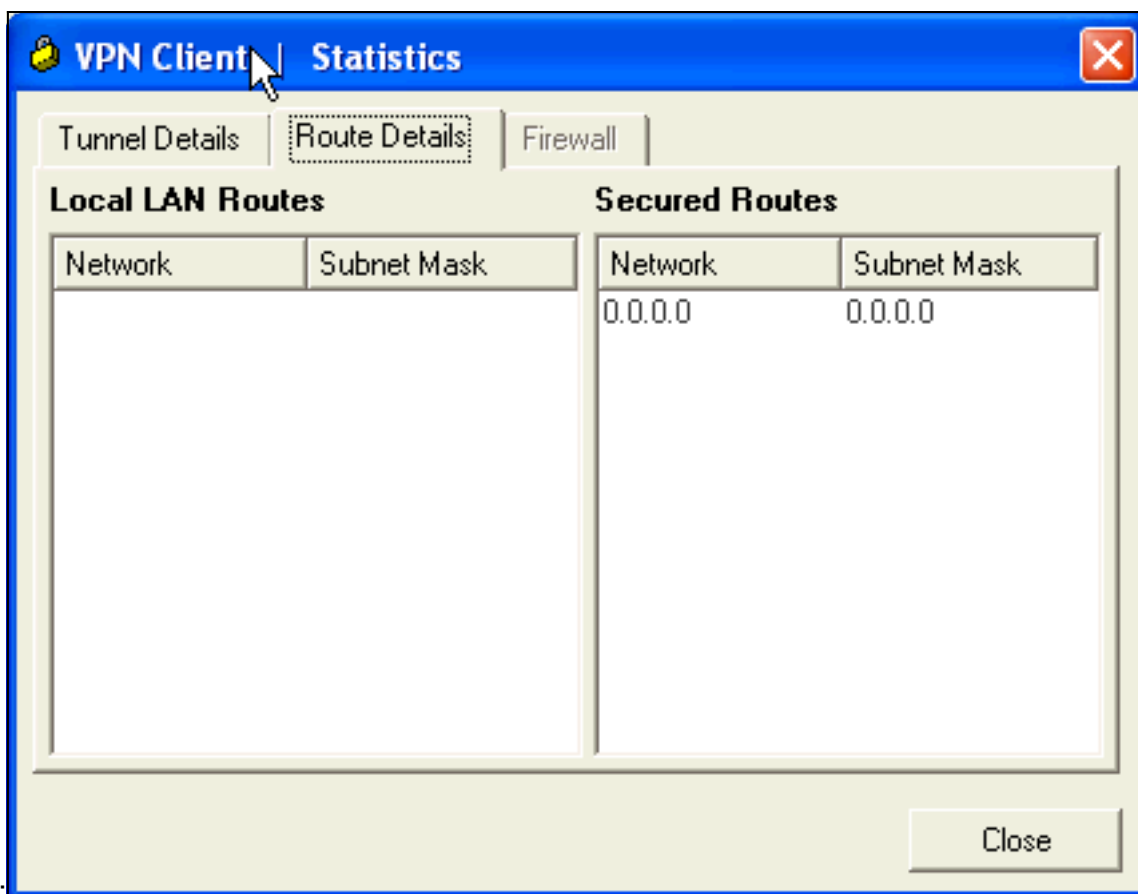 VPN Client | Statistics
Tunnel Details Route Details Firewall
Local LAN Routes Secured Routes
Network Subnet Mask Network Subnet Mask
0.0.0.0 0.0.0.0
Close
.